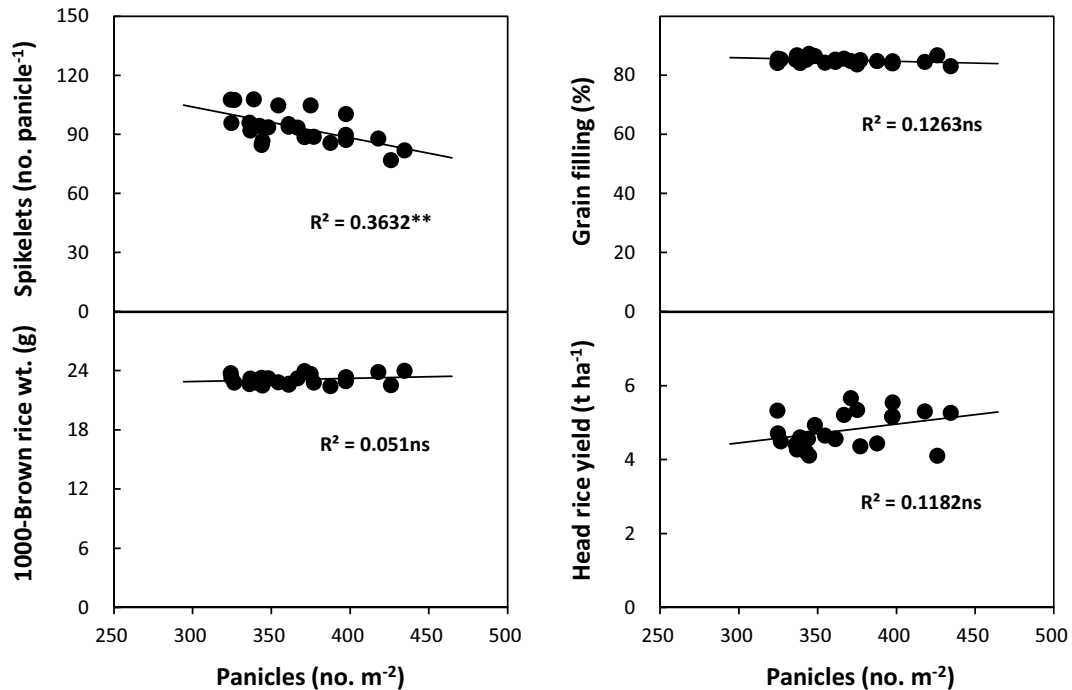 Spikelets (no. panicle⁻¹)
150
120
90
60
30
0
R² = 0.3632**
Grain filling (%)
80
60
40
20
0
R² = 0.1263ns
1000-Brown rice wt. (g)
24
18
12
6
0
R² = 0.051ns
250 300 350 400 450 500
Panicles (no. m⁻²)
Head rice yield (t ha⁻¹)
6
4
2
0
R² = 0.1182ns
250 300 350 400 450 500
Panicles (no. m⁻²)